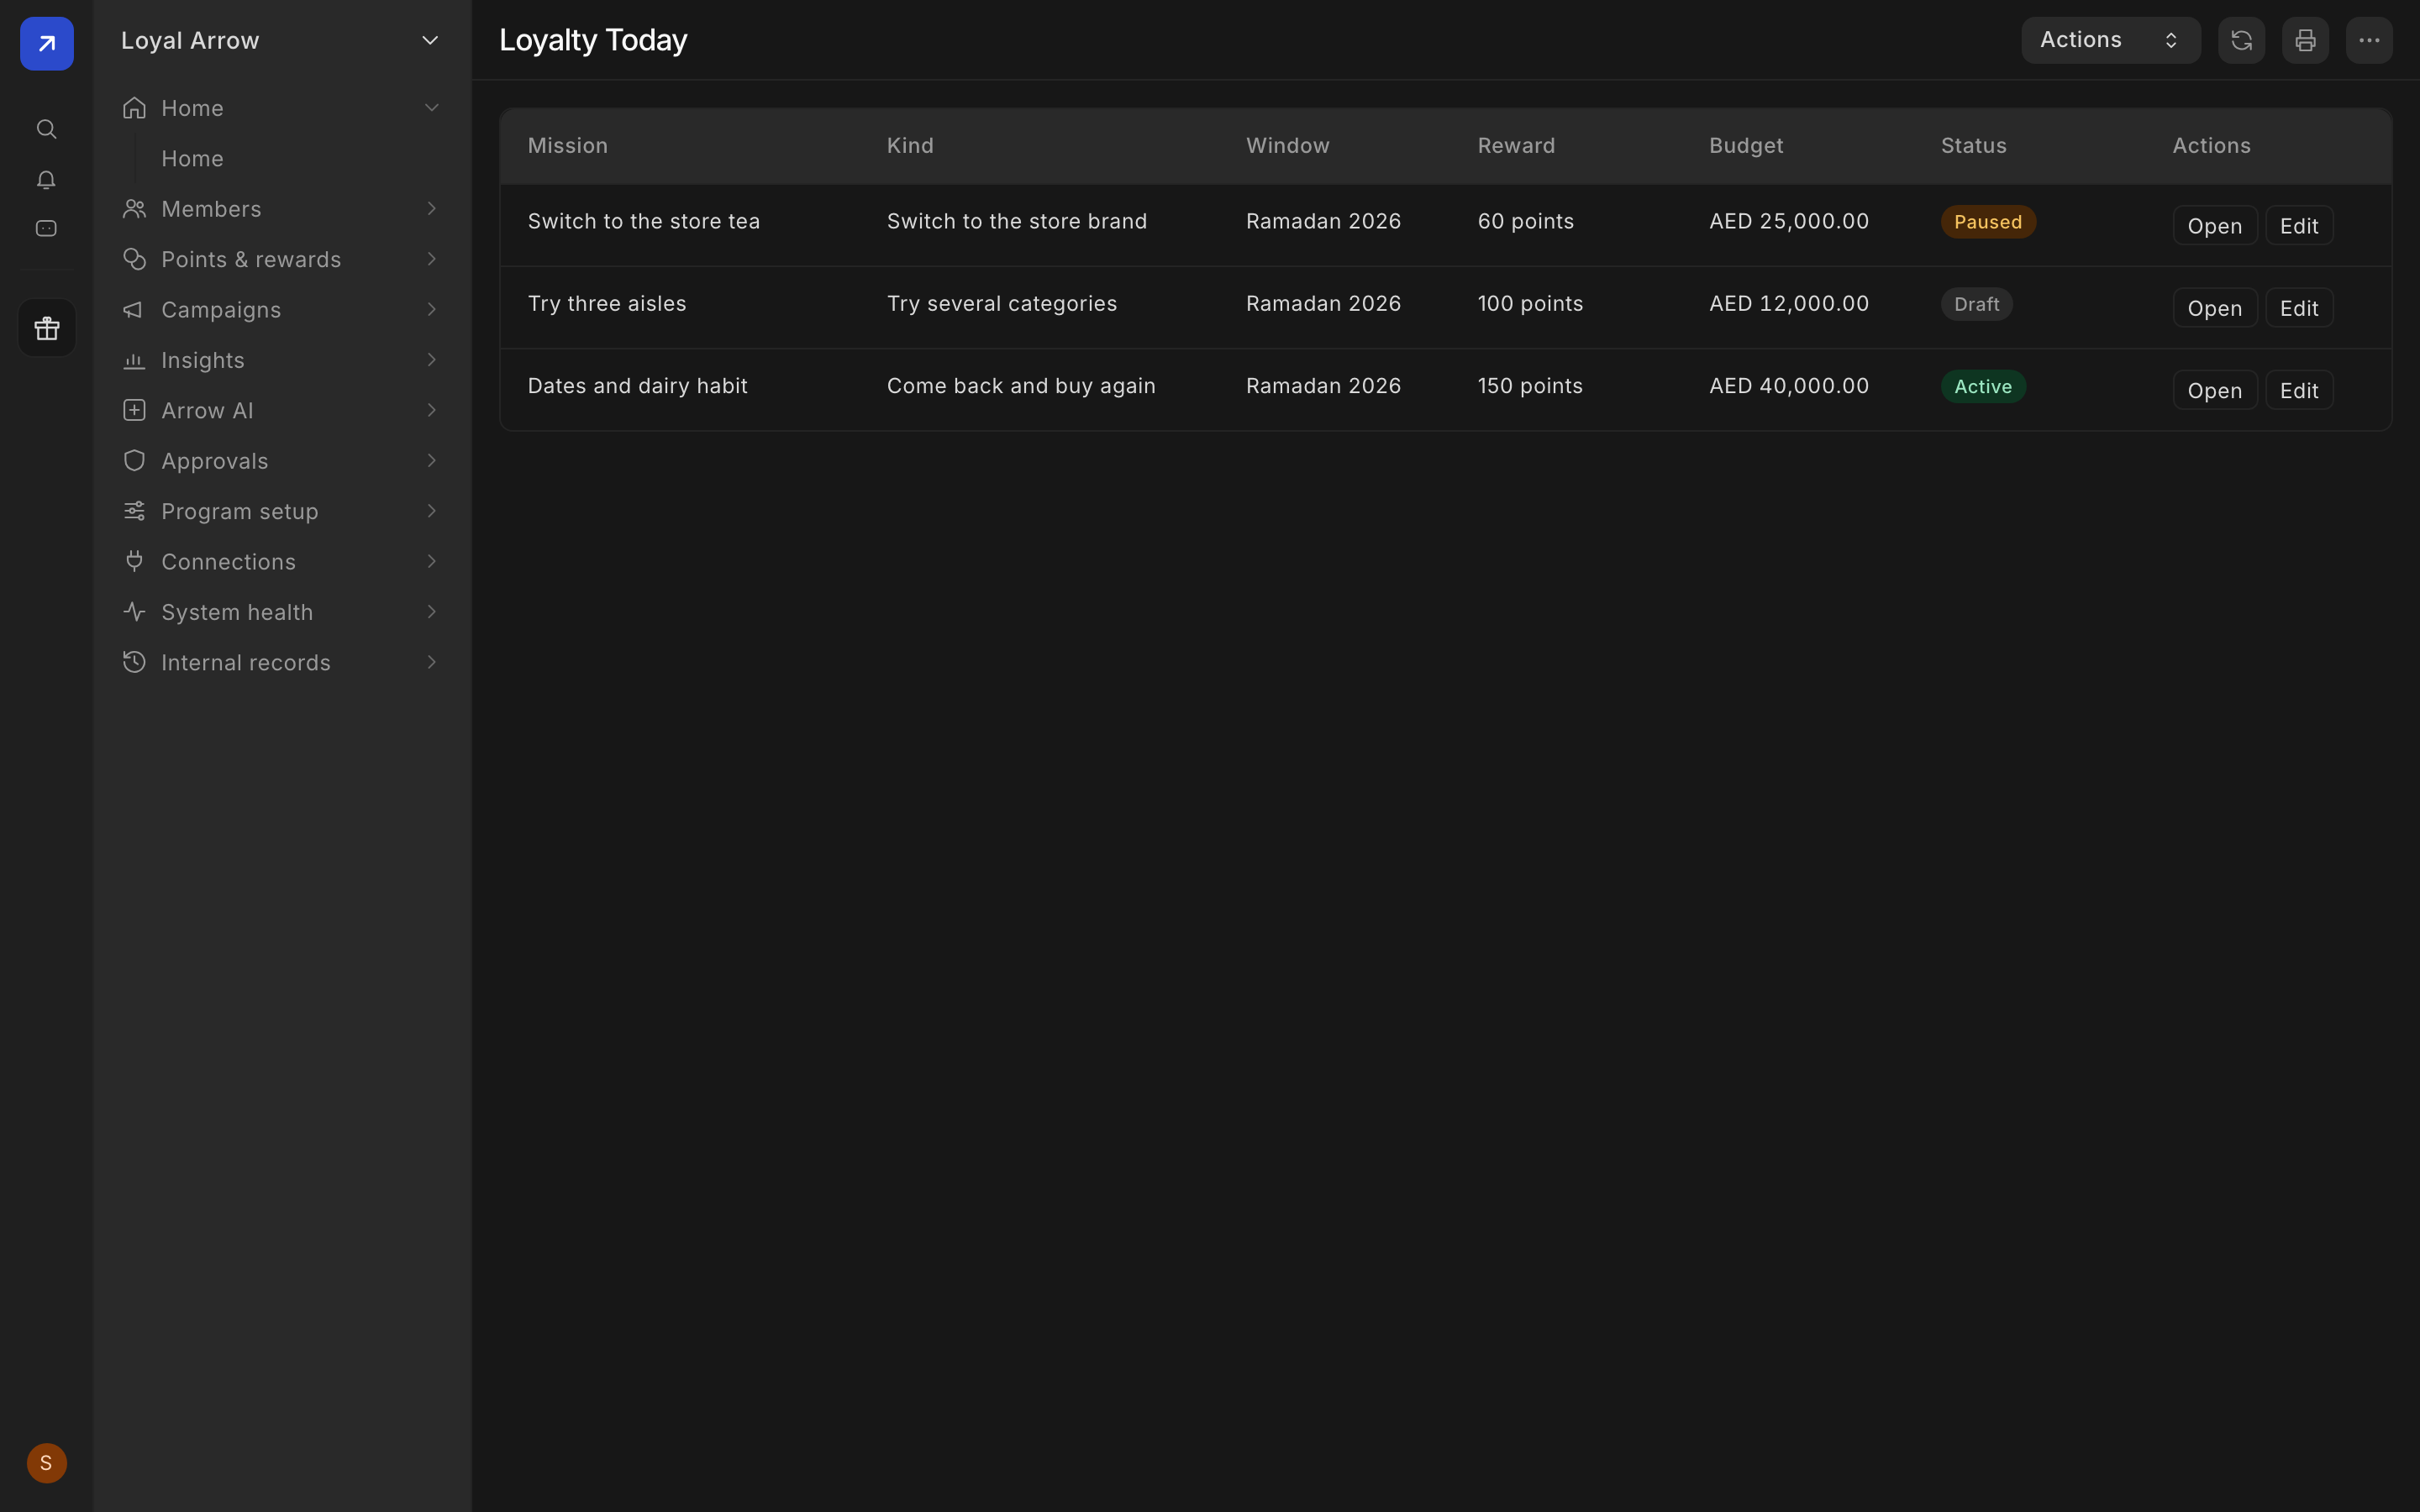 Loyal Arrow
Home
Home
Members
Points & rewards
Campaigns
Insights
Arrow AI
Approvals
Program setup
Connections
System health
Internal records
S
Loyalty Today
Actions
Mission Kind Window Reward Budget Status Actions
Switch to the store tea Switch to the store brand Ramadan 2026 60 points AED 25,000.00 Paused Open Edit
Try three aisles Try several categories Ramadan 2026 100 points AED 12,000.00 Draft Open Edit
Dates and dairy habit Come back and buy again Ramadan 2026 150 points AED 40,000.00 Active Open Edit